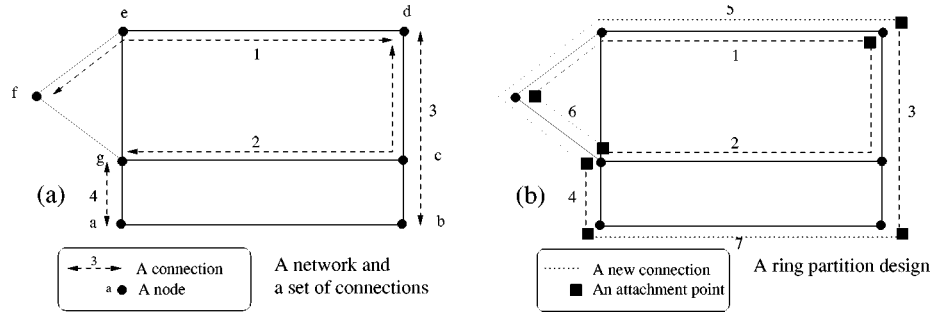 e
d
1
f
3
2
g
c
(a)
4
a
b
3
A connection
a
A node
A network and
a set of connections
5
1
6
3
2
(b)
4
7
A new connection
An attachment point
A ring partition design